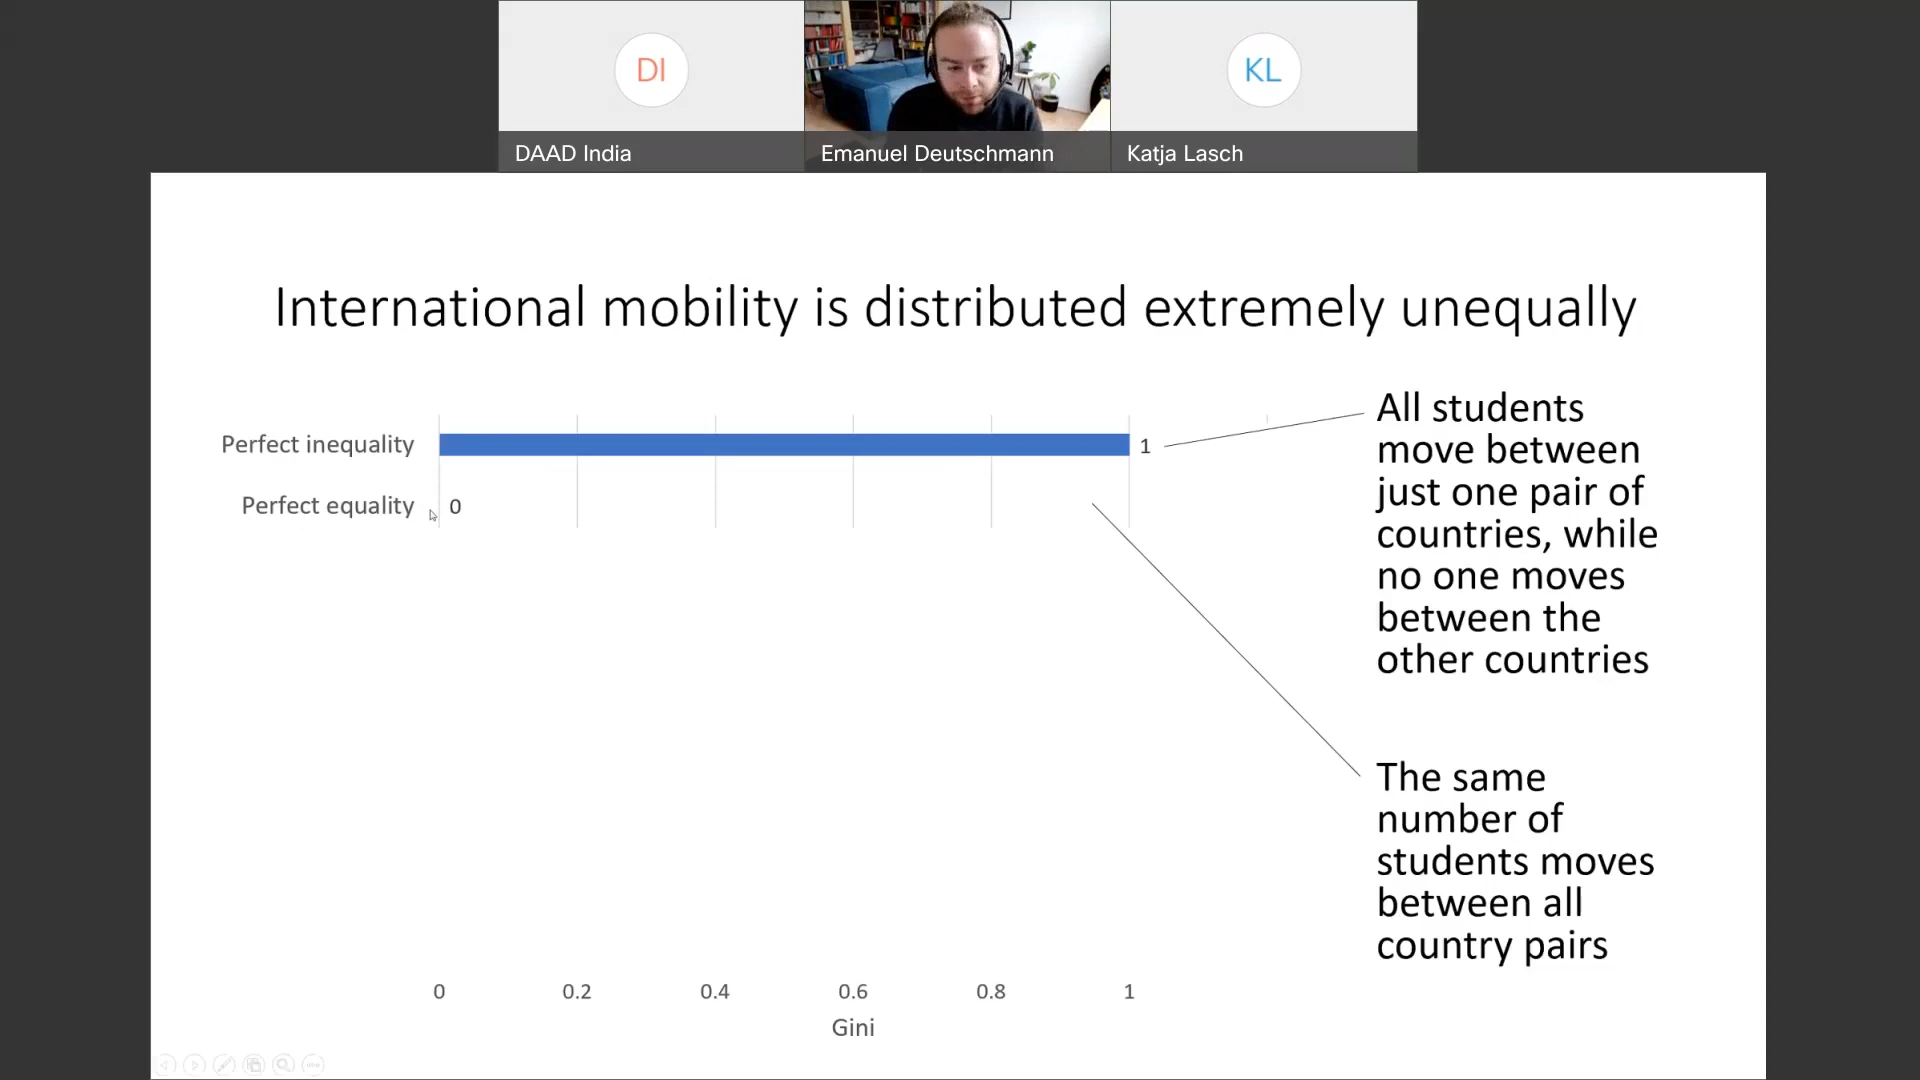 DI
KL
DAAD India
Emanuel Deutschmann
Katja Lasch
International mobility is distributed extremely unequally
Perfect inequality
1
Perfect equality
0
All students
move between
just one pair of
countries, while
no one moves
between the
other countries
The same
number of
students moves
between all
country pairs
0 0.2 0.4 0.6 0.8 1
Gini